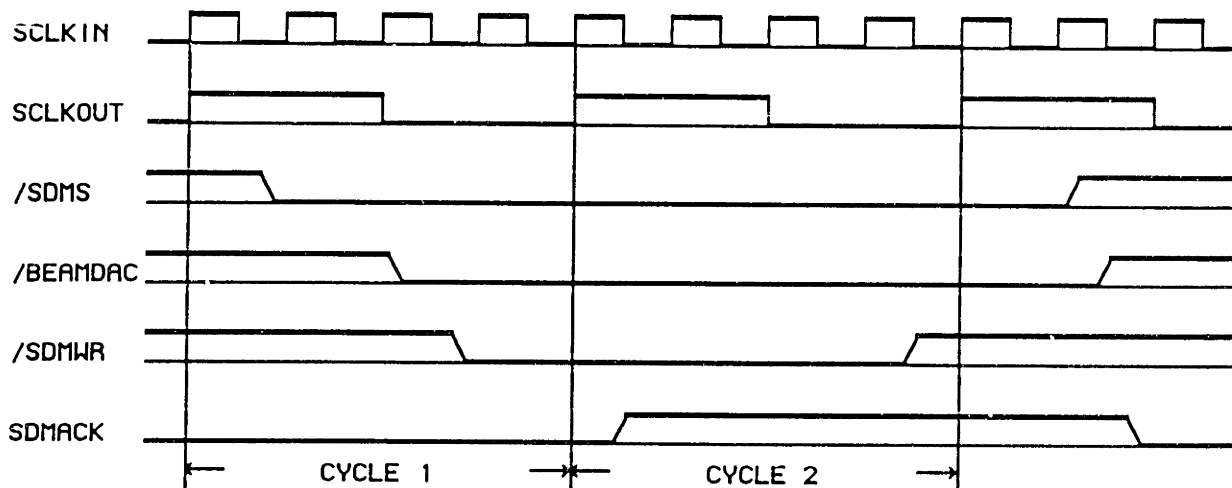 SCLKIN
SCLKOUT
/SDMS
/BEAMDAC
/SDMWR
SDMACK
CYCLE 1
CYCLE 2